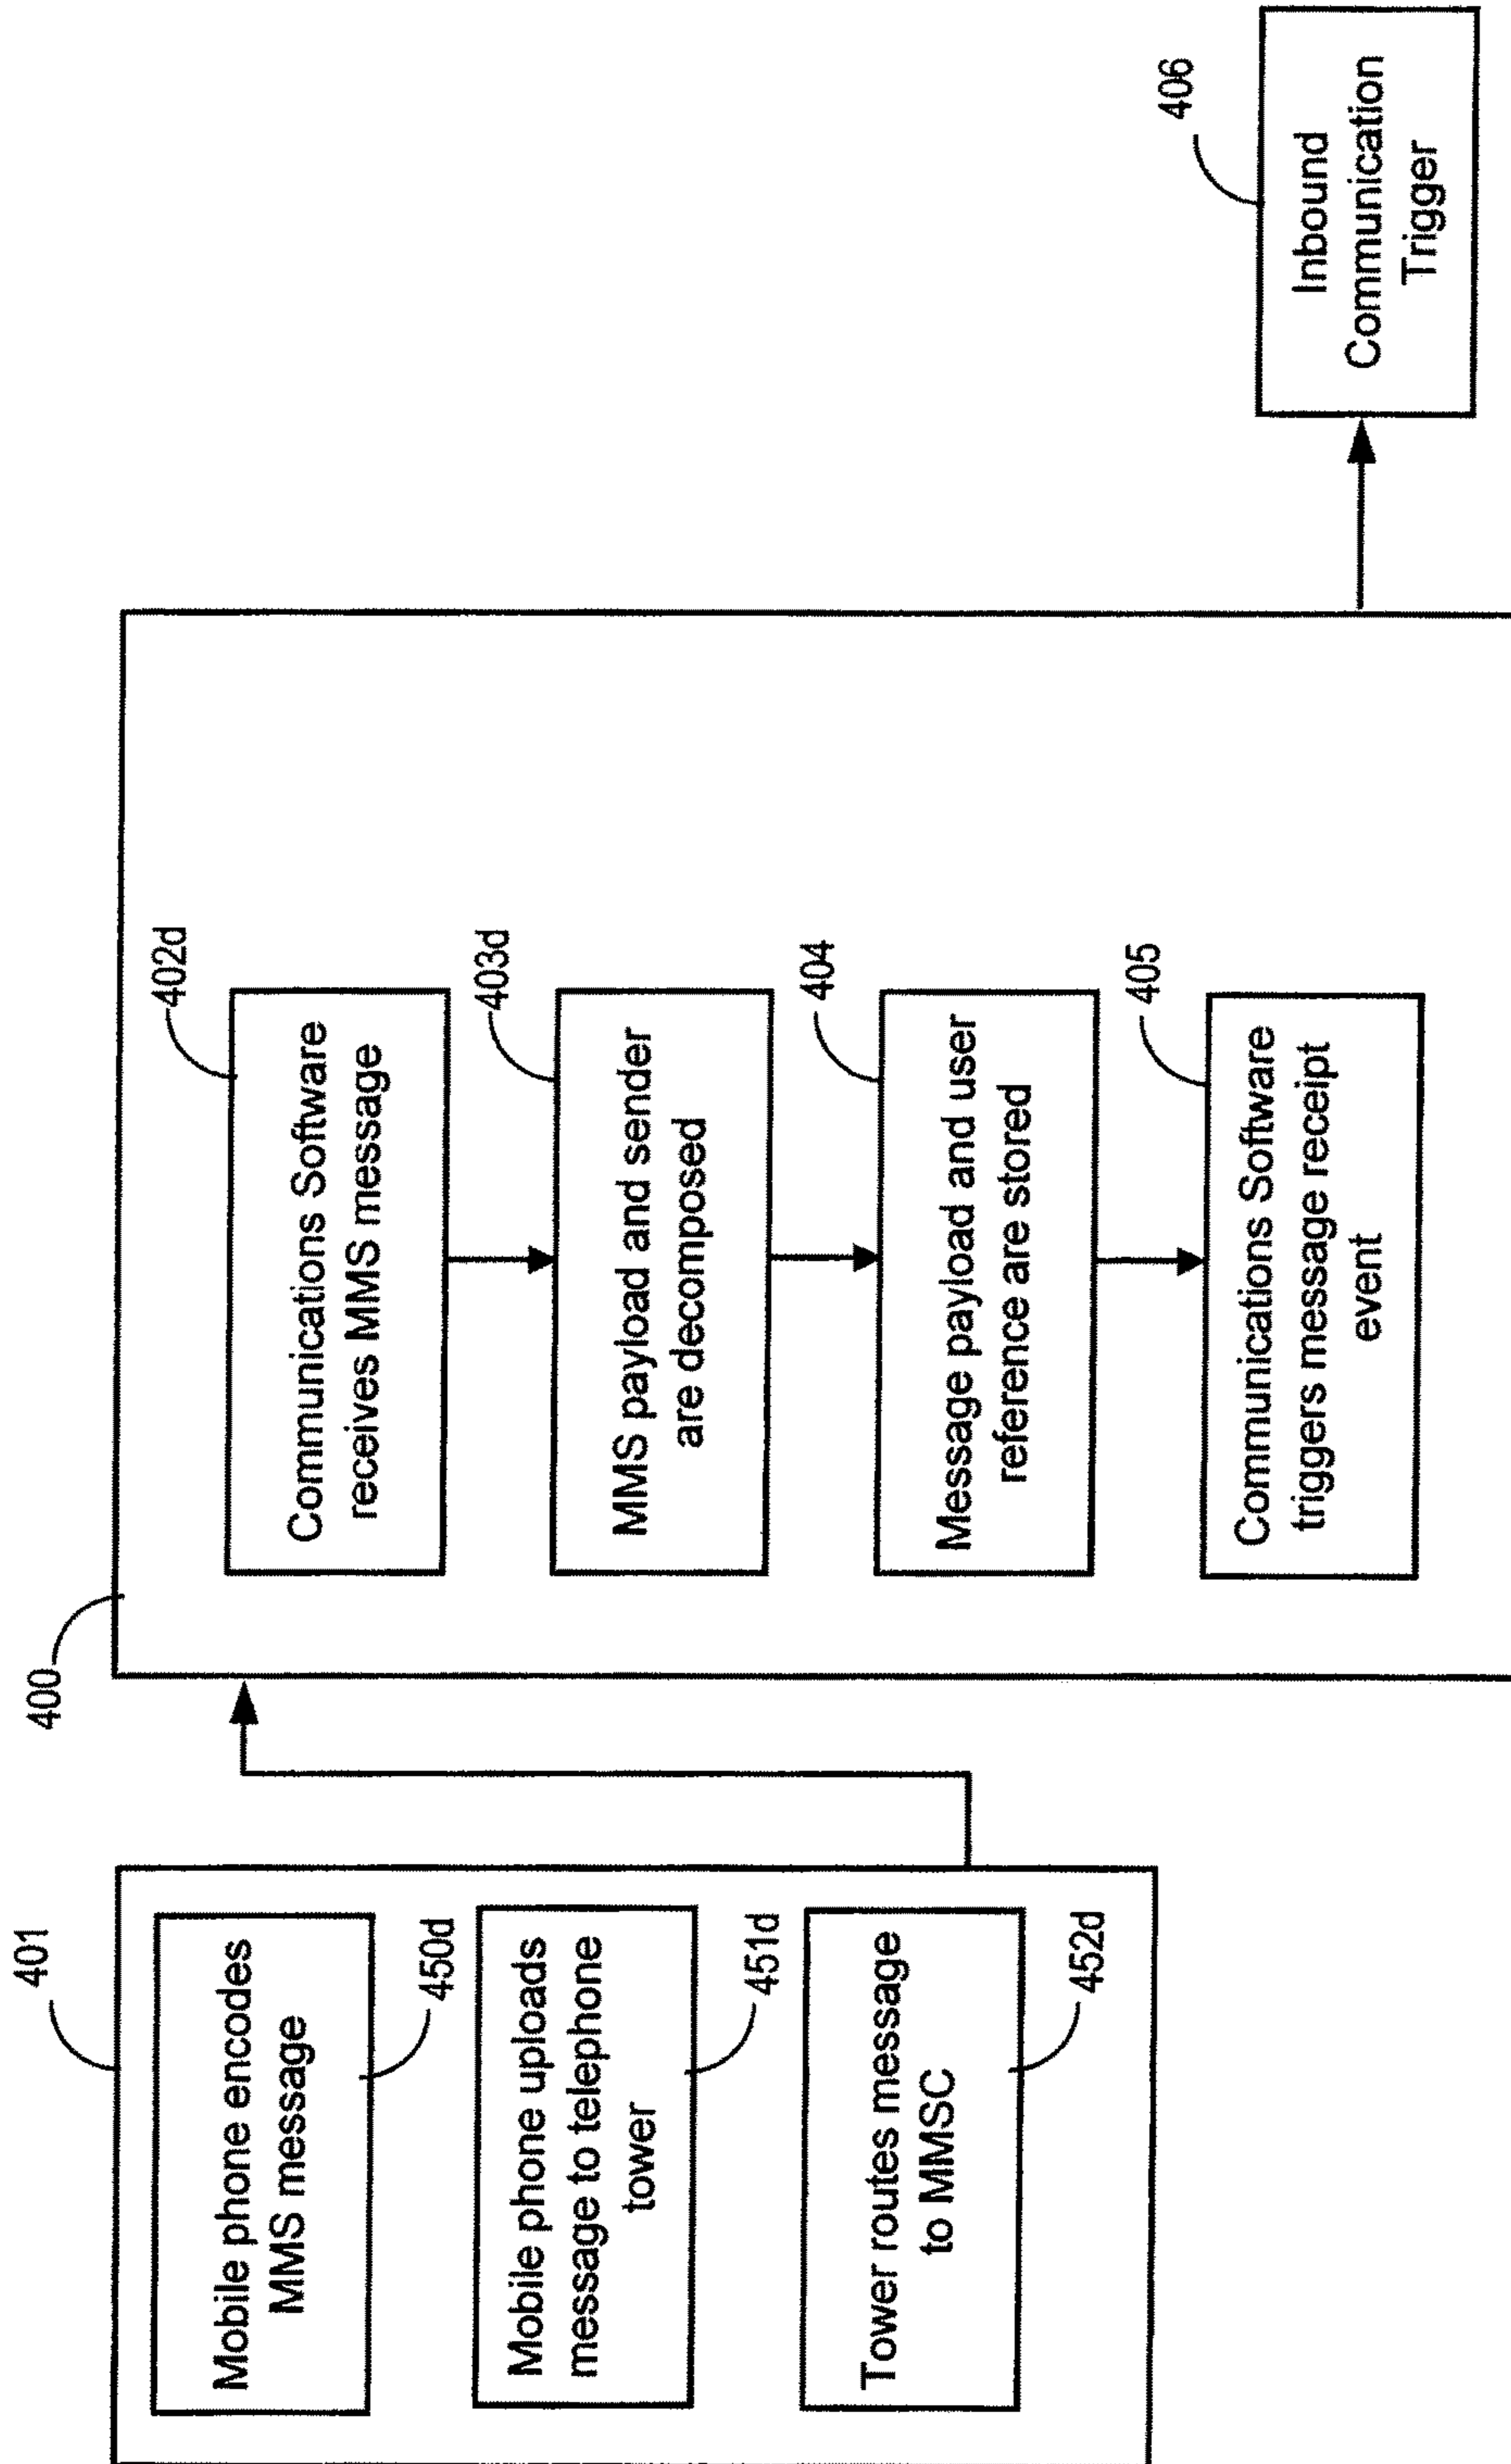 401
Mobile phone encodes
MMS message
450d
Mobile phone uploads
message to telephone
tower
451d
Tower routes message
to MMSC
452d
400
402d
Communications Software
receives MMS message
403d
MMS payload and sender
are decomposed
404
Message payload and user
reference are stored
405
Communications Software
triggers message receipt
event
406
Inbound
Communication
Trigger